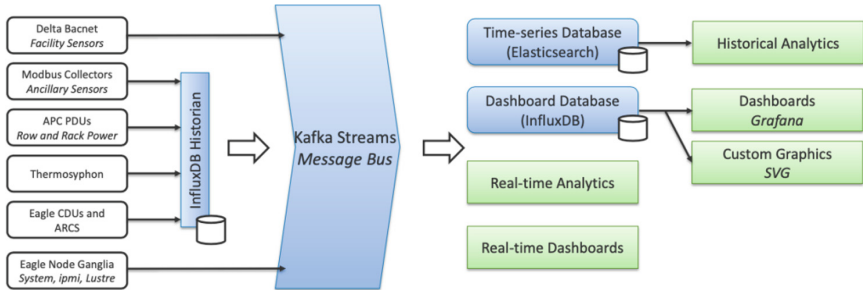 Delta Bacnet
Facility Sensors
Modbus Collectors
Ancillary Sensors
APC PDUs
Row and Rack Power
Thermosyphon
Eagle CDUs and
ARCS
Eagle Node Ganglia
System, ipmi, Lustre
InfluxDB Historian
Kafka Streams
Message Bus
Time-series Database
(Elasticsearch)
Historical Analytics
Dashboard Database
(InfluxDB)
Dashboards
Grafana
Custom Graphics
SVG
Real-time Analytics
Real-time Dashboards